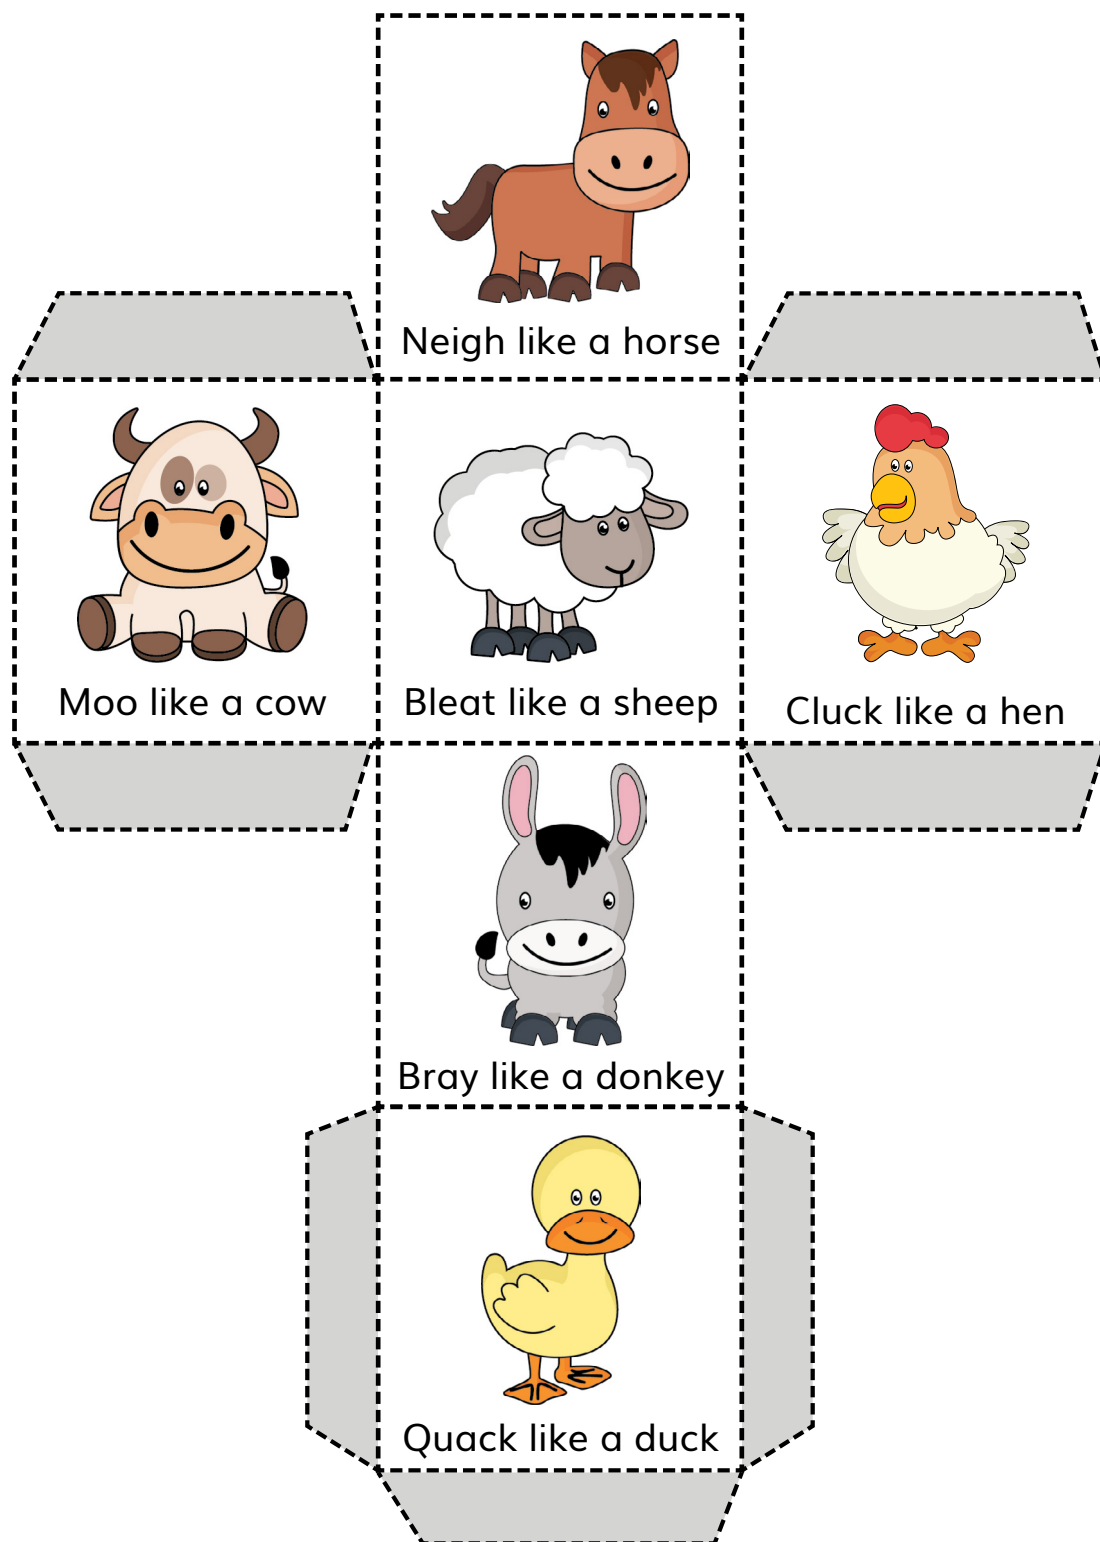 Neigh like a horse
Moo like a cow
Bleat like a sheep
Cluck like a hen
Bray like a donkey
Quack like a duck